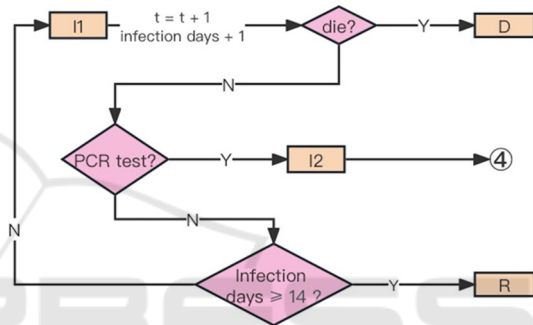 I1
t = t + 1
infection days + 1
die?
Y
D
N
PCR test?
Y
I2
④
N
N
Infection
days ≥ 14 ?
Y
R